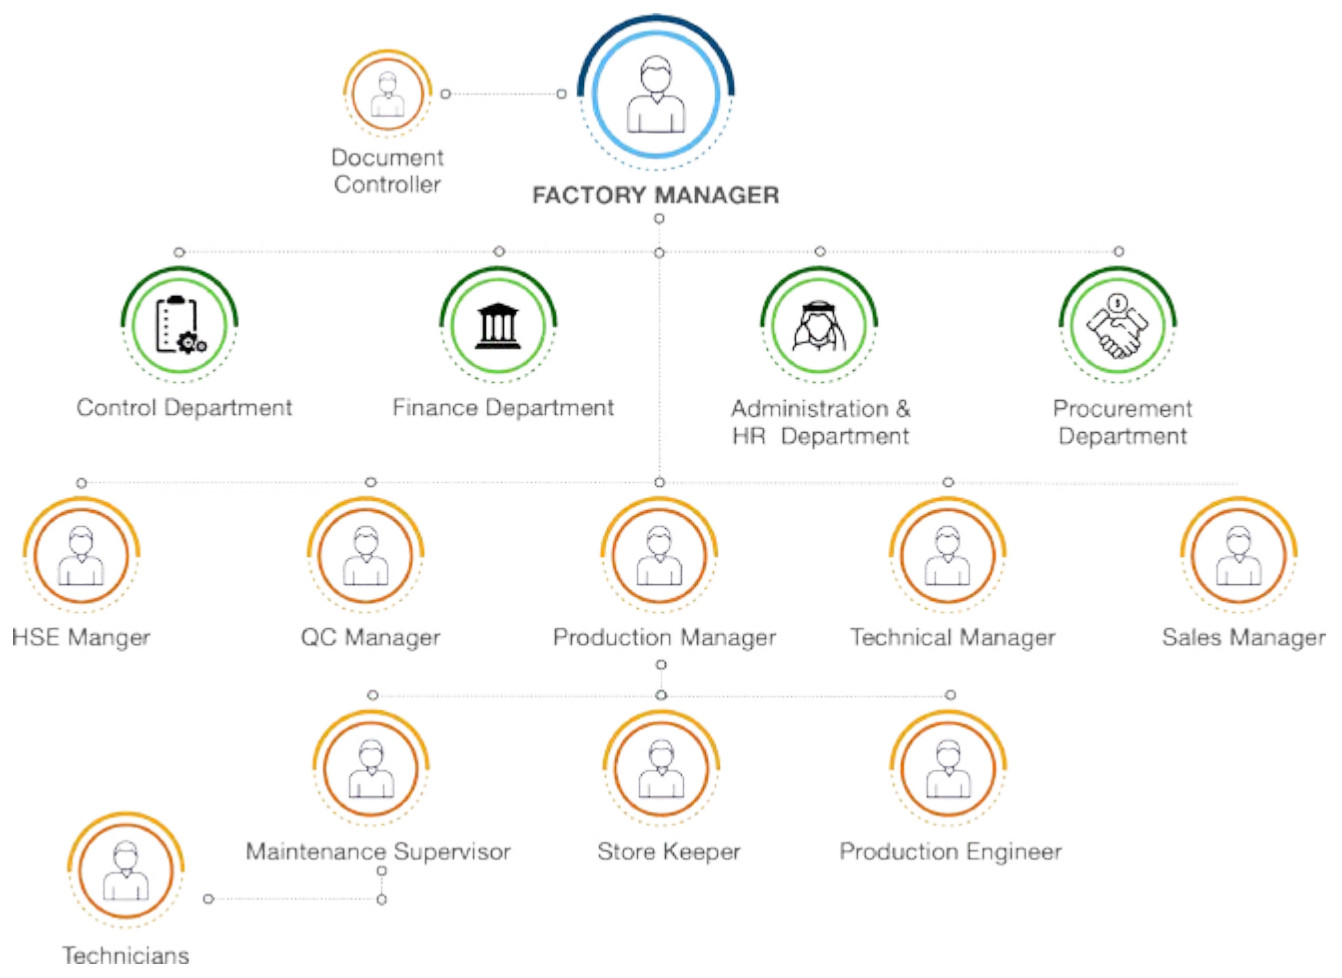 Document
Controller
FACTORY MANAGER
$
Control Department
Finance Department
Administration &
HR Department
Procurement
Department
HSE Manger
QC Manager
Production Manager
Technical Manager
Sales Manager
Maintenance Supervisor
Store Keeper
Production Engineer
Technicians